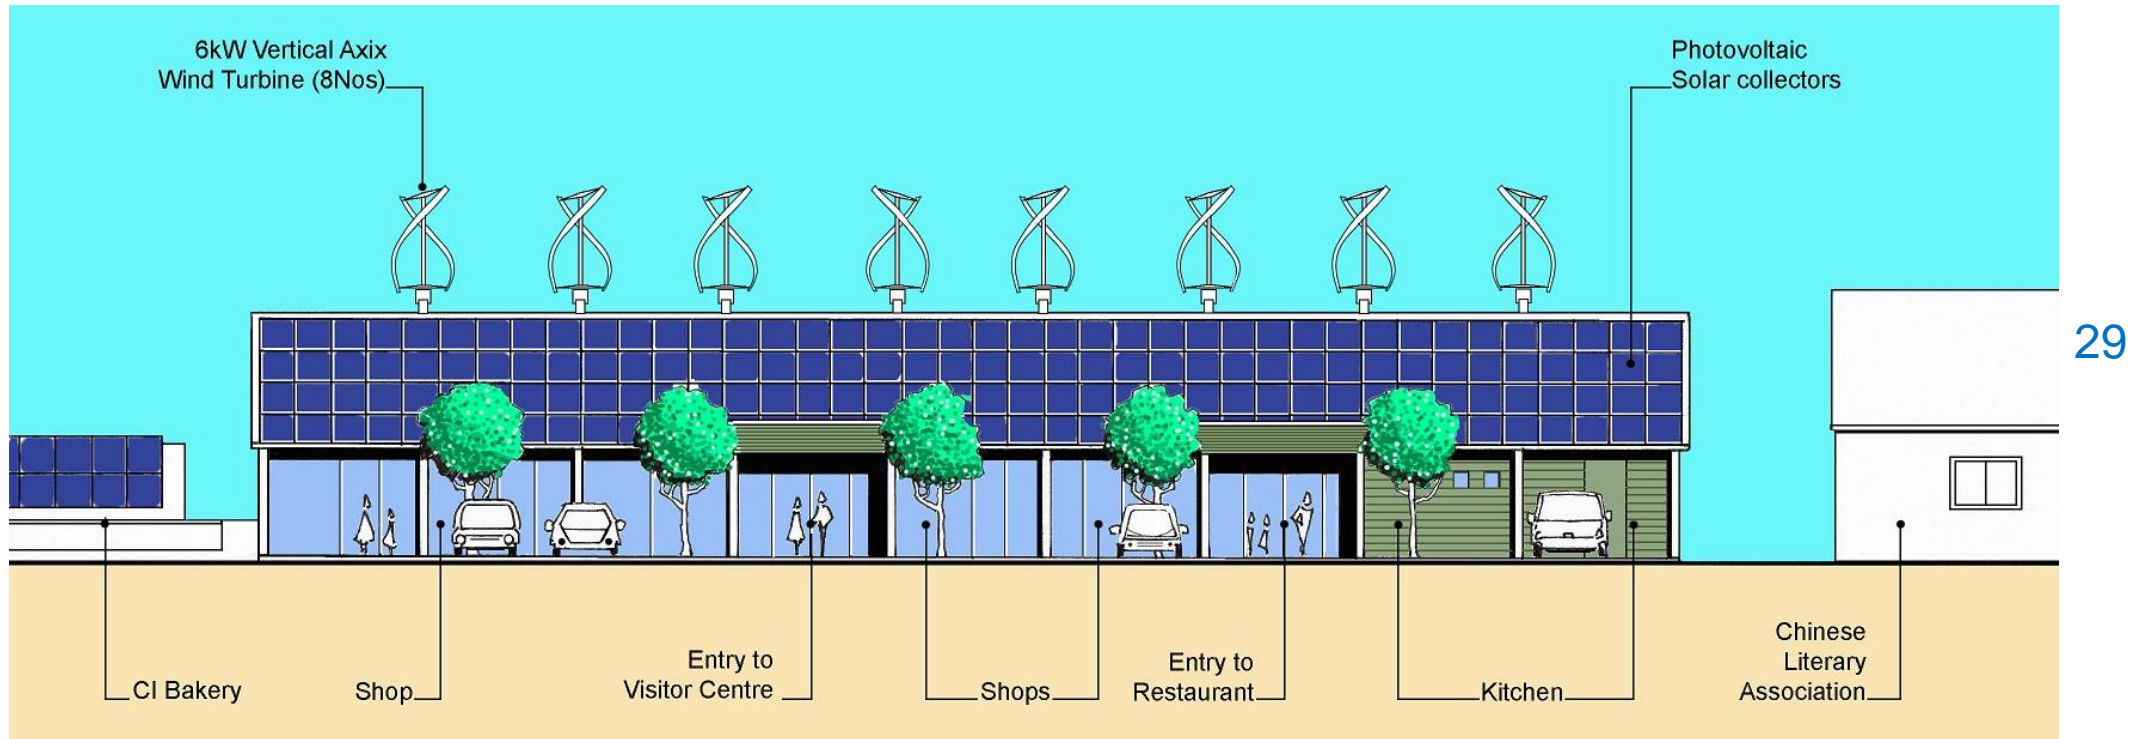 6kW Vertical Axix
Wind Turbine (8Nos)
Photovoltaic
Solar collectors
29
CI Bakery
Shop
Entry to
Visitor Centre
Shops
Entry to
Restaurant
Kitchen
Chinese
Literary
Association